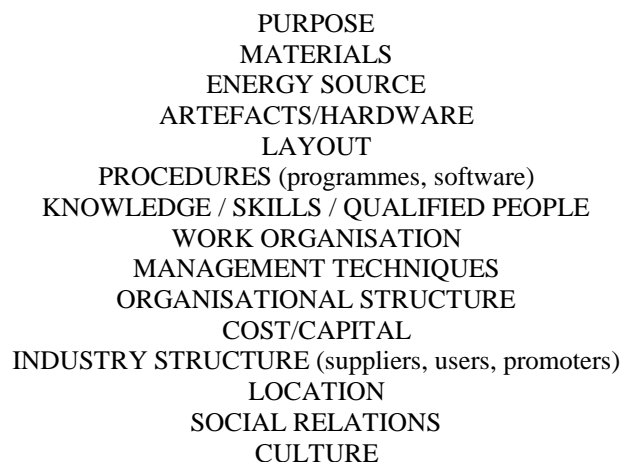 PURPOSE
MATERIALS
ENERGY SOURCE
ARTEFACTS/HARDWARE
LAYOUT
PROCEDURES (programmes, software)
KNOWLEDGE / SKILLS / QUALIFIED PEOPLE
WORK ORGANISATION
MANAGEMENT TECHNIQUES
ORGANISATIONAL STRUCTURE
COST/CAPITAL
INDUSTRY STRUCTURE (suppliers, users, promoters)
LOCATION
SOCIAL RELATIONS
CULTURE